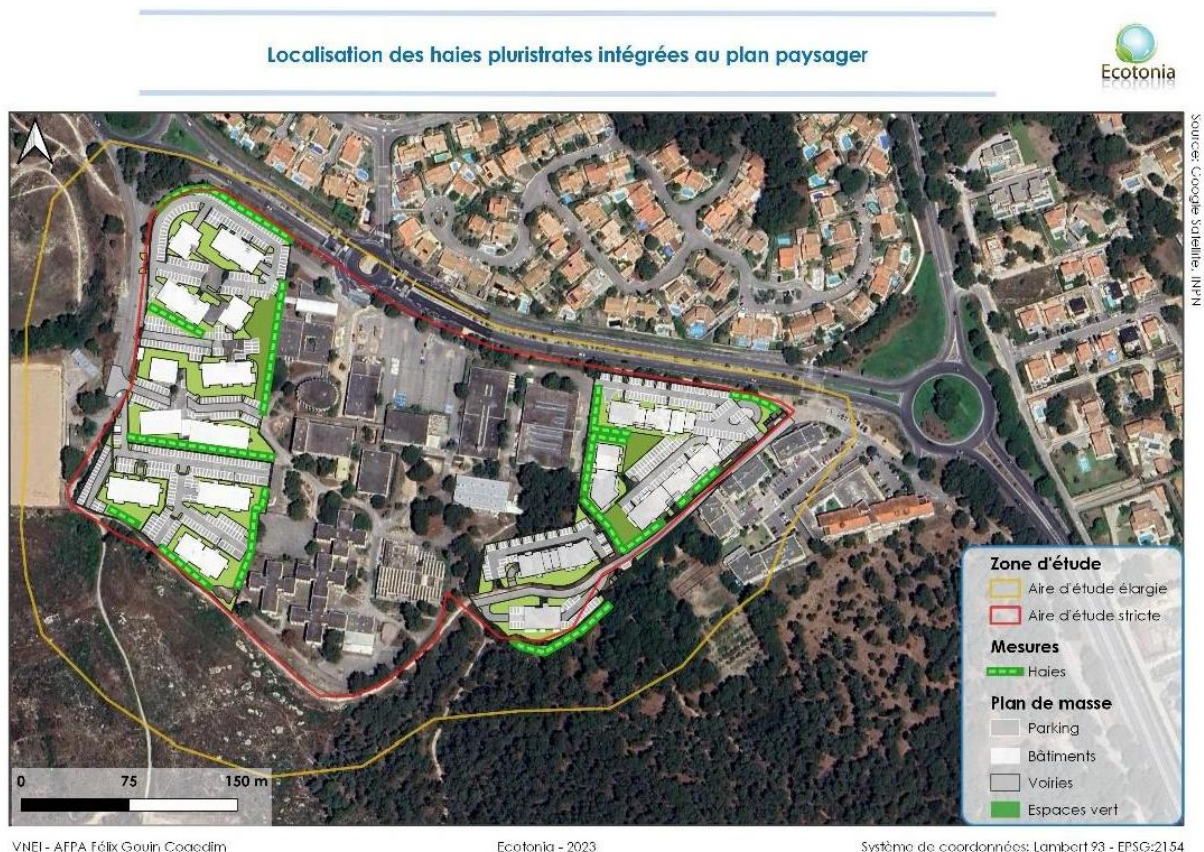 Localisation des haies pluristrates intégrées au plan paysager
Ecotonia
Source: Google Satellite, INPN
Zone d'étude
Aire d'étude élargie
Aire d'étude stricte
Mesures
Haies
Plan de masse
Parking
Bâtiments
Voiries
Espaces vert
0 75 150 m
VNEI - AFPA Félix Gouin Cogedim
Ecotonia - 2023
Système de coordonnées: Lambert 93 - EPSG:2154